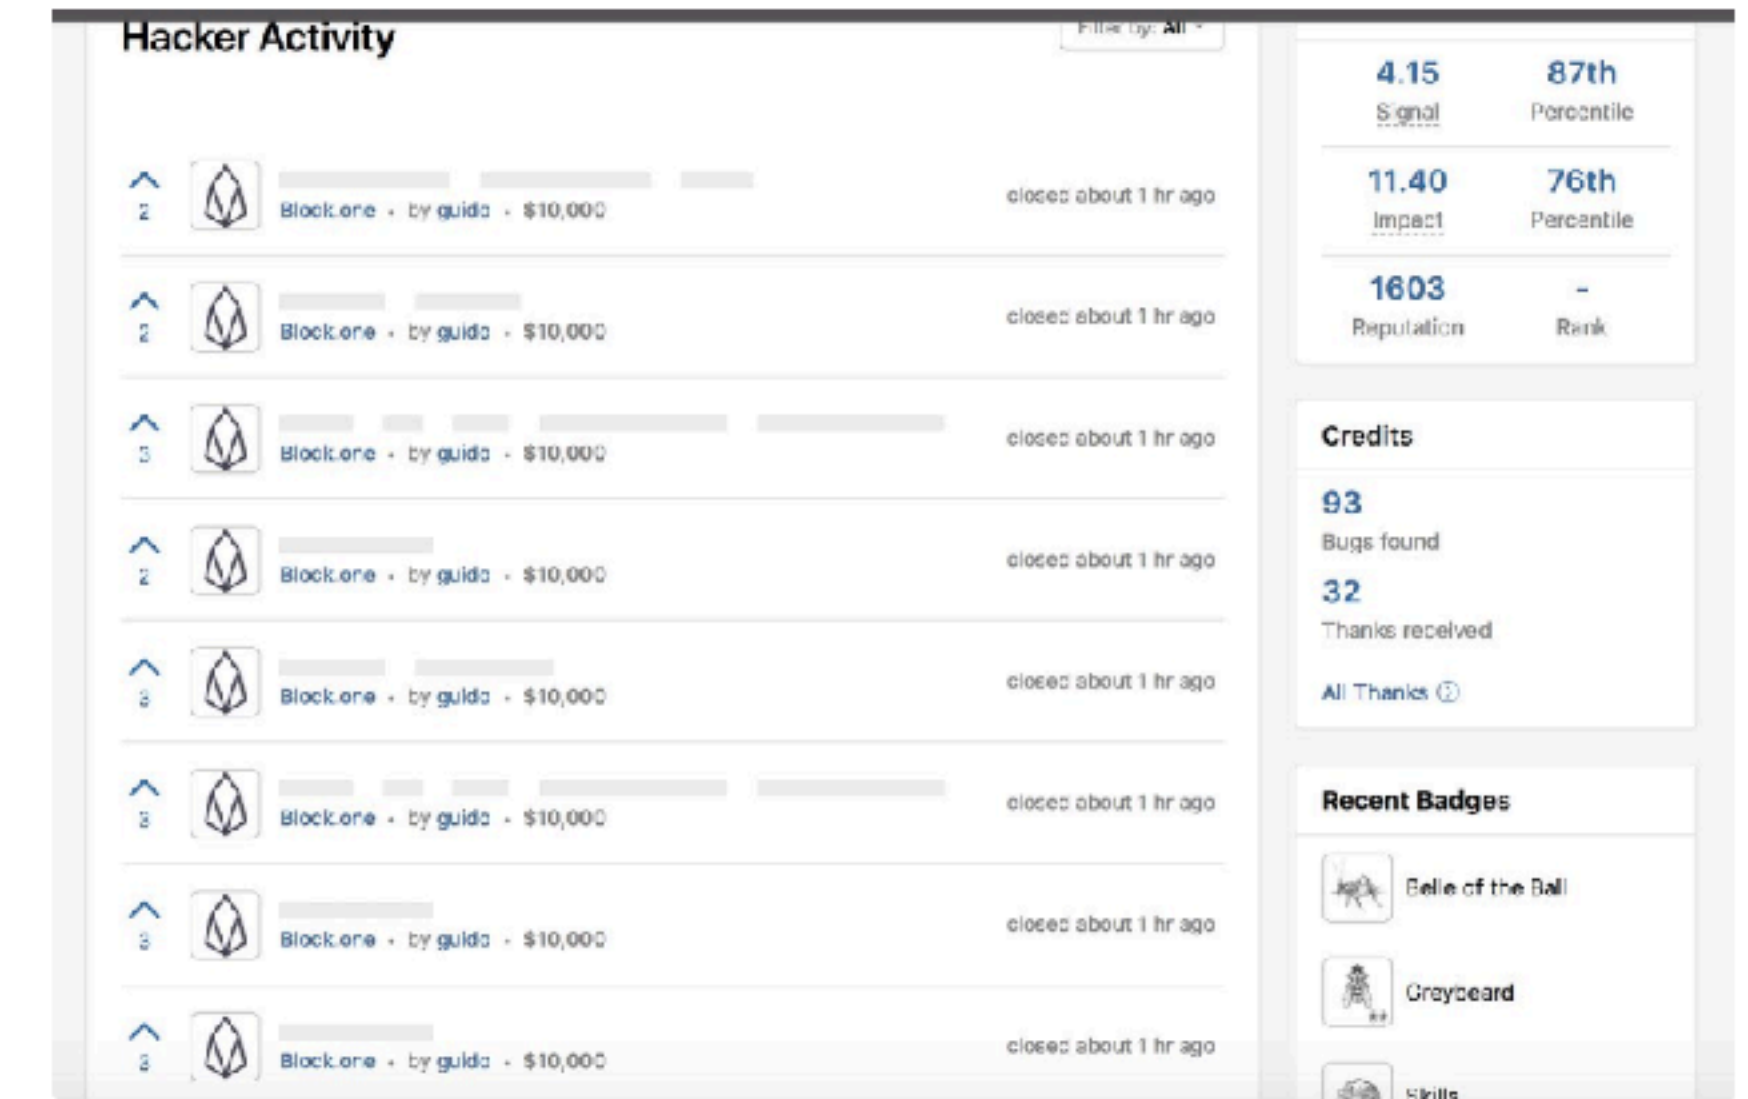 Hacker Activity
Filter by: All
2
Block.one • by guido • $10,000
closed about 1 hr ago
2
Block.one • by guido • $10,000
closed about 1 hr ago
3
Block.one • by guido • $10,000
closed about 1 hr ago
2
Block.one • by guido • $10,000
closed about 1 hr ago
3
Block.one • by guido • $10,000
closed about 1 hr ago
3
Block.one • by guido • $10,000
closed about 1 hr ago
3
Block.one • by guido • $10,000
closed about 1 hr ago
3
Block.one • by guido • $10,000
closed about 1 hr ago
4.15 87th
Signal Percentile
11.40 76th
Impact Percentile
1603 -
Reputation Rank
Credits
93
Bugs found
32
Thanks received
All Thanks
Recent Badges
Belle of the Ball
Greybeard
Skills